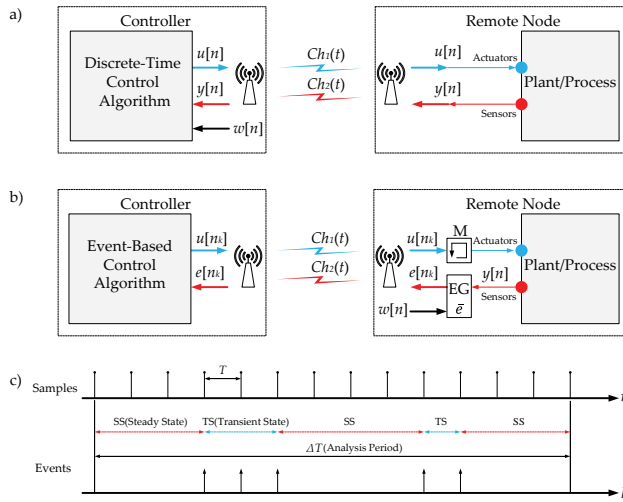 a)
Controller
Remote Node
Discrete-Time
Control
Algorithm
u[n]
y[n]
w[n]
Ch₁(t)
Ch₂(t)
u[n]
Actuators
y[n]
Sensors
Plant/Process
b)
Controller
Remote Node
Event-Based
Control
Algorithm
u[nₖ]
e[nₖ]
Ch₁(t)
Ch₂(t)
u[nₖ]
M
Actuators
e[nₖ]
EG
ē
y[n]
Sensors
w[n]
Plant/Process
c)
Samples
T
SS(Steady State)
TS(Transient State)
SS
TS
SS
ΔT(Analysis Period)
Events